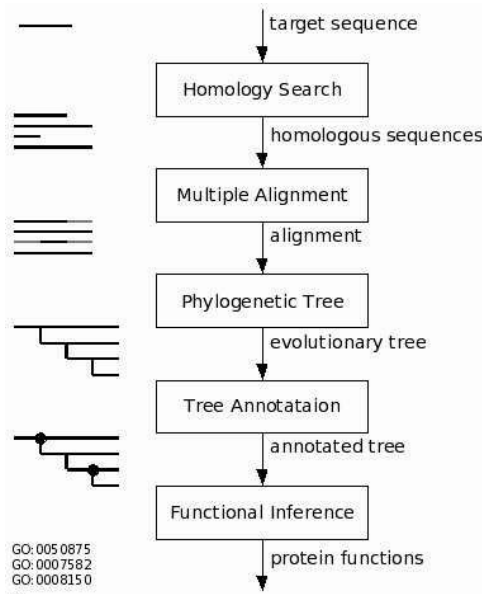 target sequence
Homology Search
homologous sequences
Multiple Alignment
alignment
Phylogenetic Tree
evolutionary tree
Tree Annotataion
annotated tree
Functional Inference
protein functions
GO:0050875
GO:0007582
GO:0008150